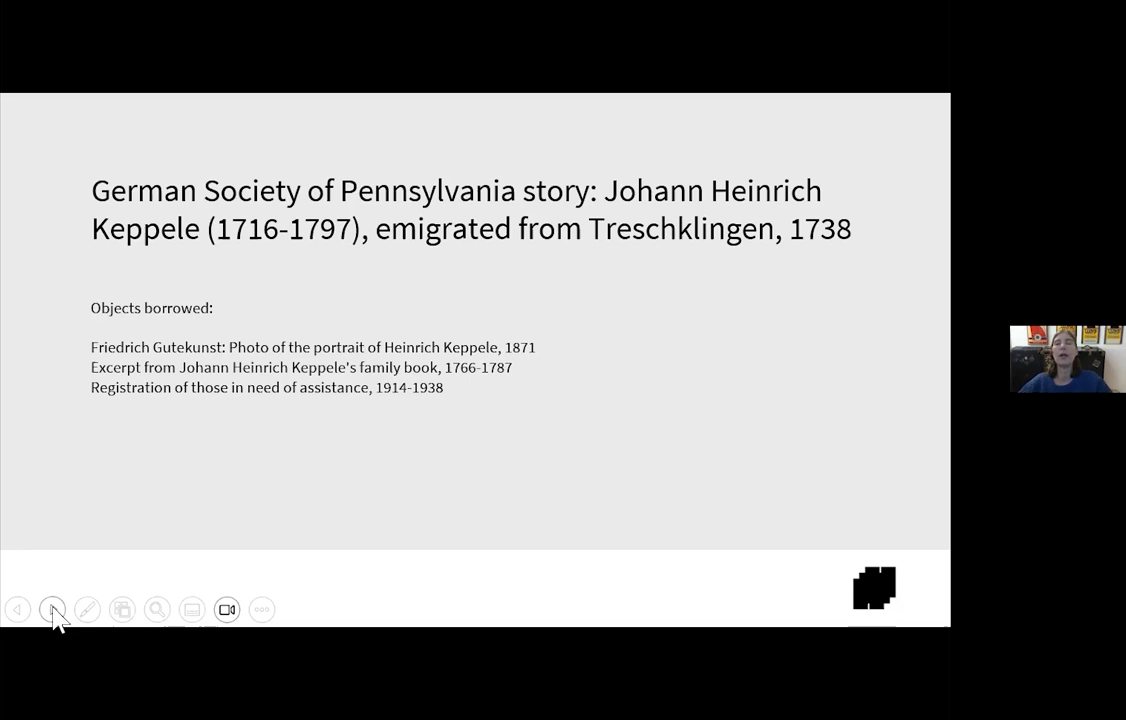 German Society of Pennsylvania story: Johann Heinrich
Keppele (1716-1797), emigrated from Treschklingen, 1738
Objects borrowed:
Friedrich Gutekunst: Photo of the portrait of Heinrich Keppele, 1871
Excerpt from Johann Heinrich Keppele's family book, 1766-1787
Registration of those in need of assistance, 1914-1938